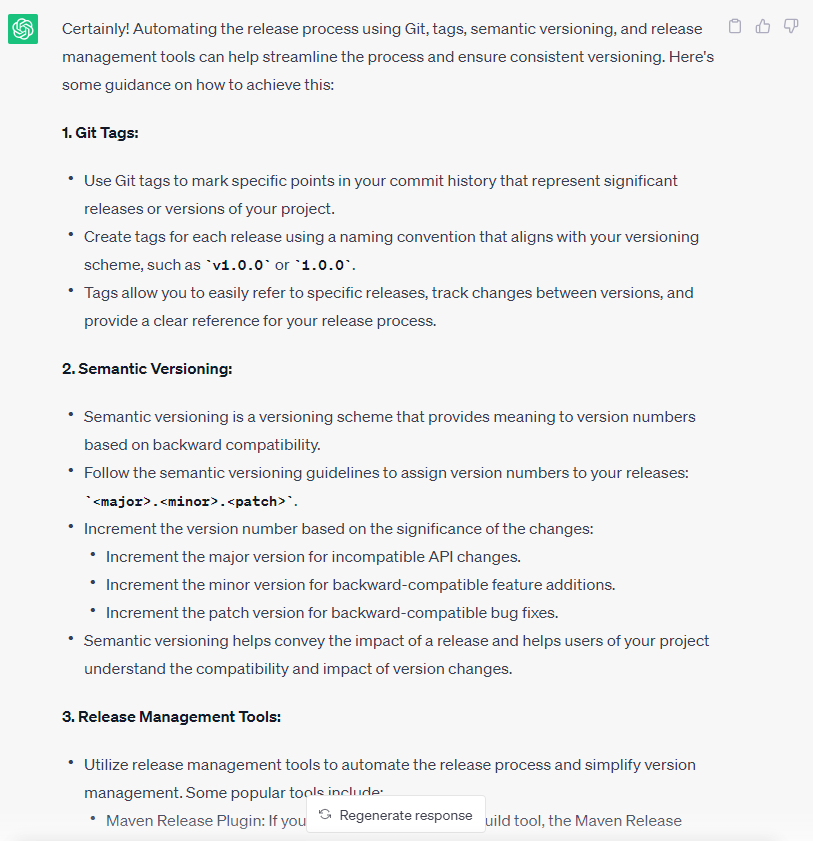 Certainly! Automating the release process using Git, tags, semantic versioning, and release
management tools can help streamline the process and ensure consistent versioning. Here's
some guidance on how to achieve this:
1. Git Tags:
• Use Git tags to mark specific points in your commit history that represent significant
releases or versions of your project.
• Create tags for each release using a naming convention that aligns with your versioning
scheme, such as `v1.0.0` or `1.0.0`.
• Tags allow you to easily refer to specific releases, track changes between versions, and
provide a clear reference for your release process.
2. Semantic Versioning:
• Semantic versioning is a versioning scheme that provides meaning to version numbers
based on backward compatibility.
• Follow the semantic versioning guidelines to assign version numbers to your releases:
`<major>.<minor>.<patch>`.
• Increment the version number based on the significance of the changes:
• Increment the major version for incompatible API changes.
• Increment the minor version for backward-compatible feature additions.
• Increment the patch version for backward-compatible bug fixes.
• Semantic versioning helps convey the impact of a release and helps users of your project
understand the compatibility and impact of version changes.
3. Release Management Tools:
• Utilize release management tools to automate the release process and simplify version
management. Some popular tools include:
• Maven Release Plugin: If you uild tool, the Maven Release
Regenerate response